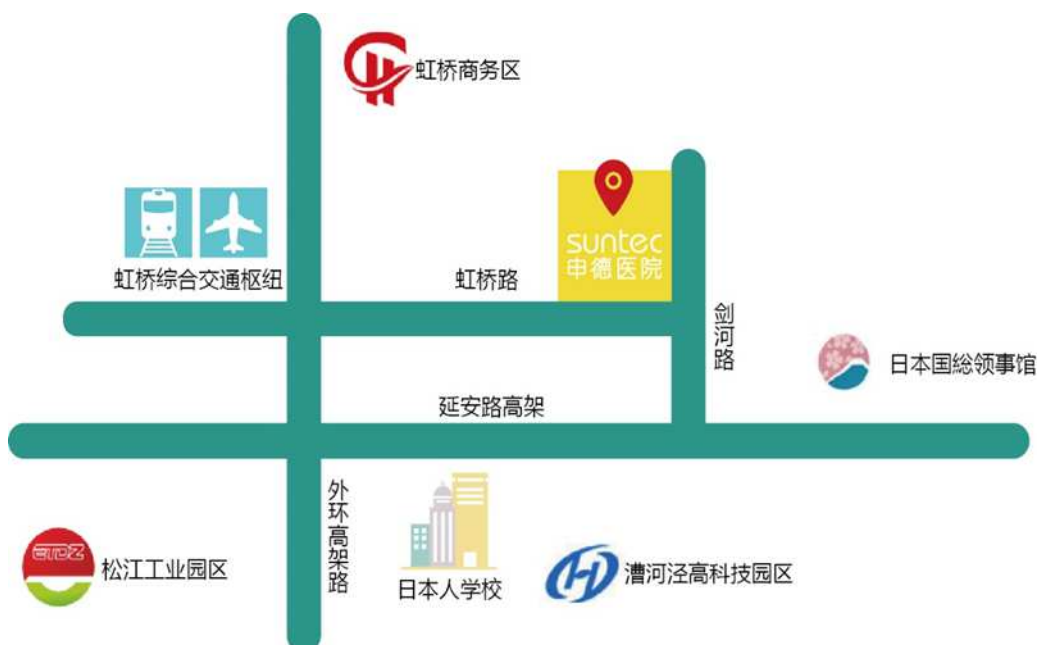 虹桥商务区
suntec
申德医院
虹桥综合交通枢纽
虹桥路
剑河路
日本国総领事馆
延安路高架
外环高架路
ETDZ
松江工业园区
日本人学校
漕河泾高科技园区